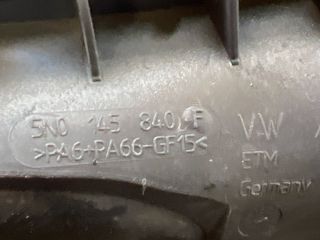 5N0 145 840 F
>PA6+PA66-GF15<
VW
ETM
Germany